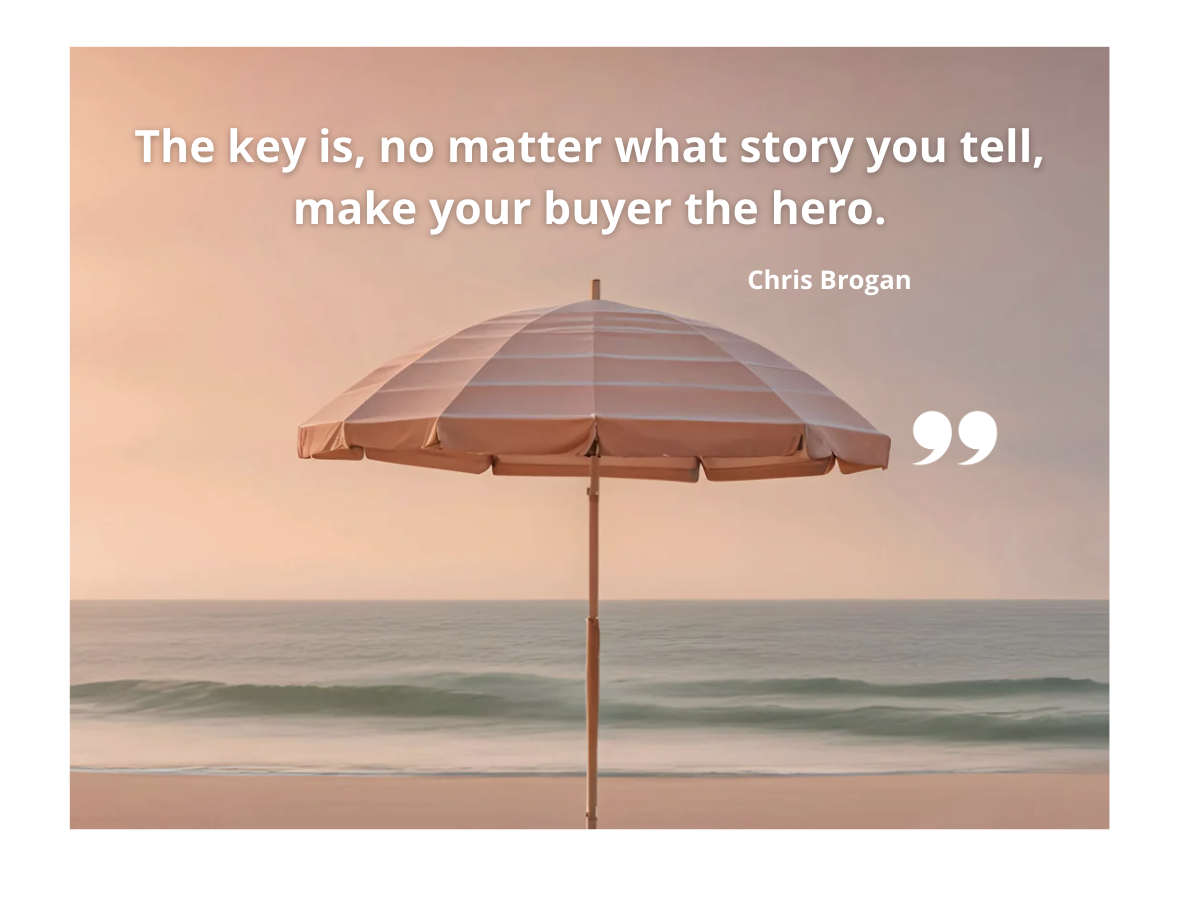 The key is, no matter what story you tell,
make your buyer the hero.
Chris Brogan
”